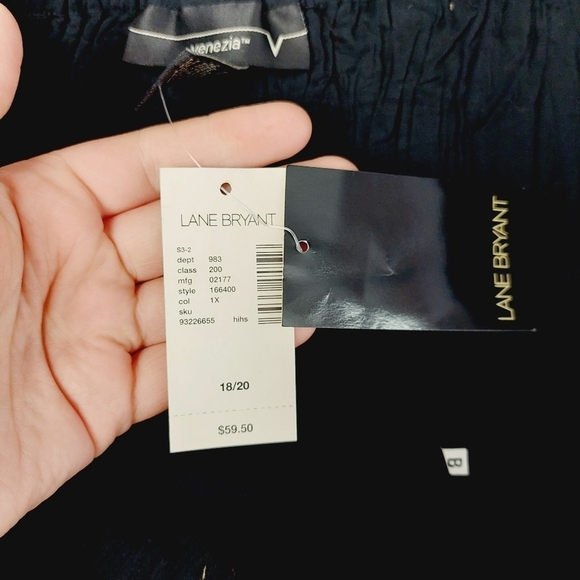 venezia™
LANE BRYANT
S3-2
dept 983
class 200
mfg 02177
style 166400
col 1X
sku
93226655 hihs
18/20
$59.50
LANE BRYANT
B